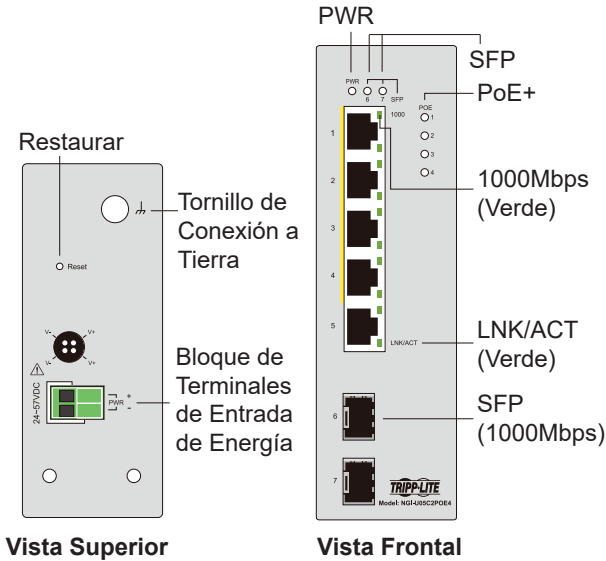 PWR
SFP
PoE+
PWR
6
7
SFP
1000
POE
1
2
3
4
1
2
3
4
5
LNK/ACT
6
7
1000Mbps
(Verde)
LNK/ACT
(Verde)
SFP
(1000Mbps)
TRIPP·LITE
Model: NGI-U05C2POE4
Vista Frontal
Restaurar
Tornillo de
Conexión a
Tierra
Reset
V-
V+
V-
V+
24~57VDC
PWR
+
-
Bloque de
Terminales
de Entrada
de Energía
Vista Superior